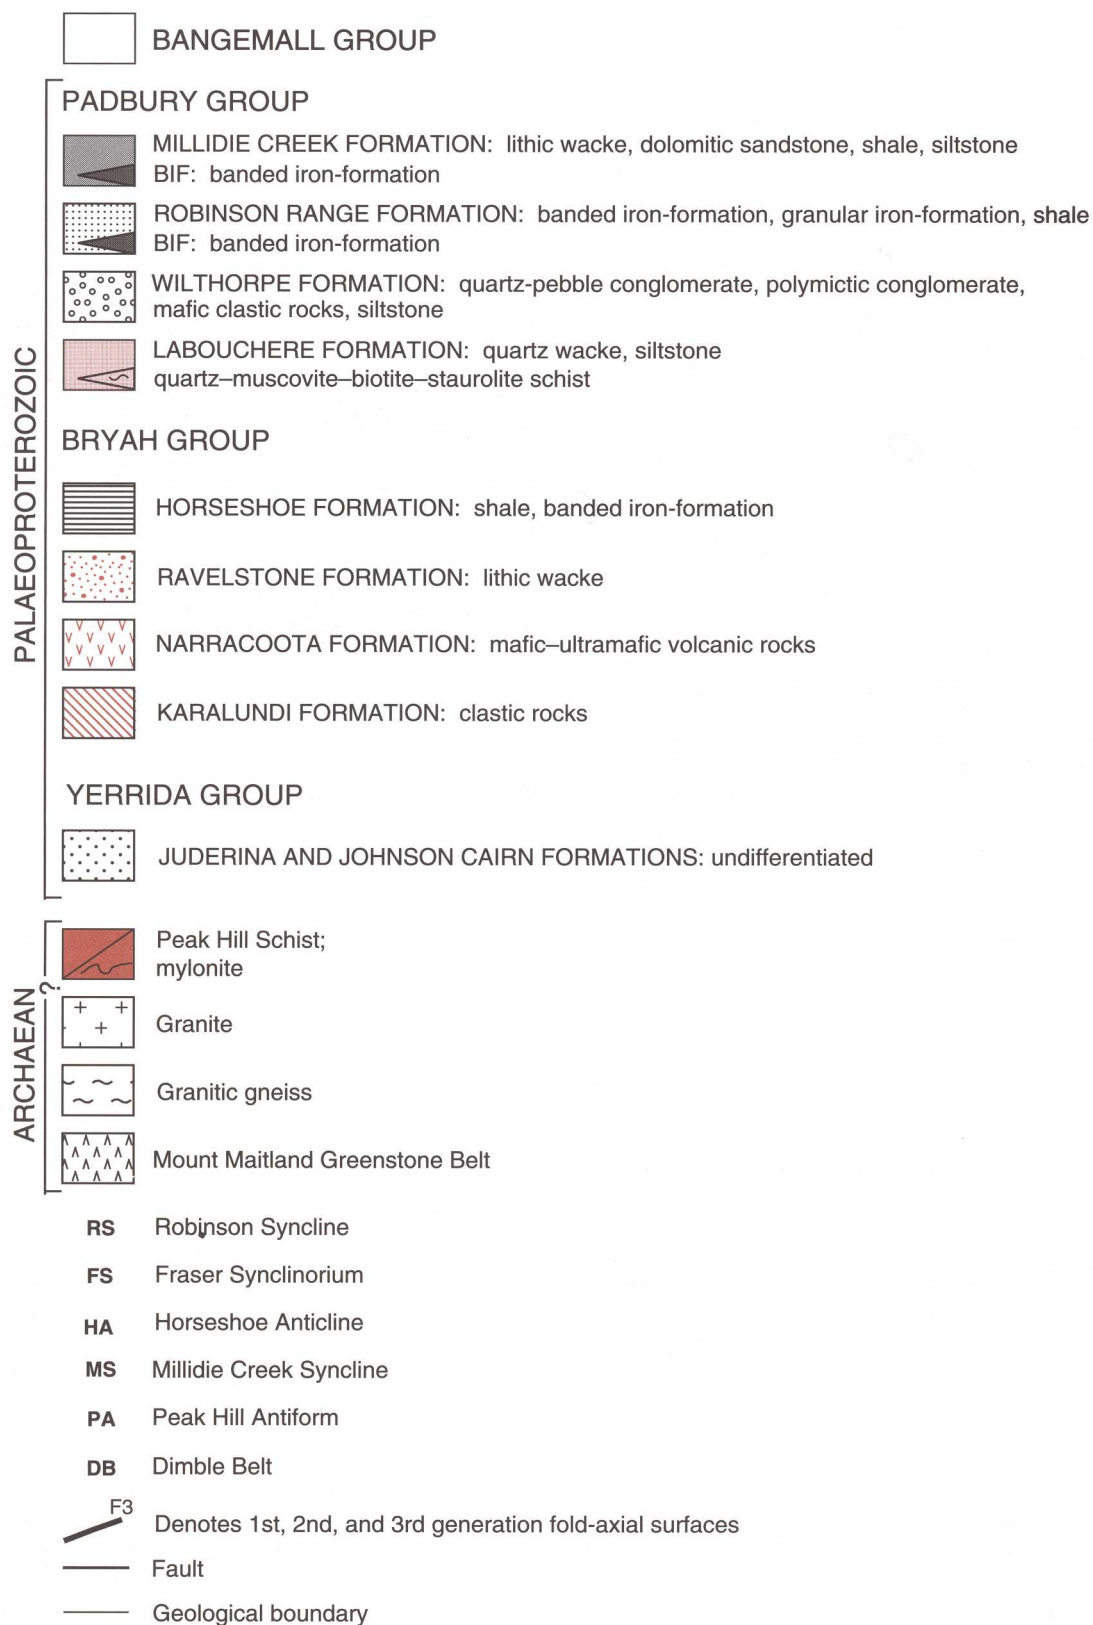 BANGEMALL GROUP
PALAEOPROTEROZOIC
PADBURY GROUP
MILLIDIE CREEK FORMATION: lithic wacke, dolomitic sandstone, shale, siltstone
BIF: banded iron-formation
ROBINSON RANGE FORMATION: banded iron-formation, granular iron-formation, shale
BIF: banded iron-formation
WILTHORPE FORMATION: quartz-pebble conglomerate, polymictic conglomerate,
mafic clastic rocks, siltstone
LABOUCHERE FORMATION: quartz wacke, siltstone
quartz–muscovite–biotite–staurolite schist
BRYAH GROUP
HORSESHOE FORMATION: shale, banded iron-formation
RAVELSTONE FORMATION: lithic wacke
NARRACOOTA FORMATION: mafic–ultramafic volcanic rocks
KARALUNDI FORMATION: clastic rocks
YERRIDA GROUP
JUDERINA AND JOHNSON CAIRN FORMATIONS: undifferentiated
ARCHAEAN
?
Peak Hill Schist;
mylonite
Granite
Granitic gneiss
Mount Maitland Greenstone Belt
RS Robinson Syncline
FS Fraser Synclinorium
HA Horseshoe Anticline
MS Millidie Creek Syncline
PA Peak Hill Antiform
DB Dimble Belt
F3 Denotes 1st, 2nd, and 3rd generation fold-axial surfaces
Fault
Geological boundary